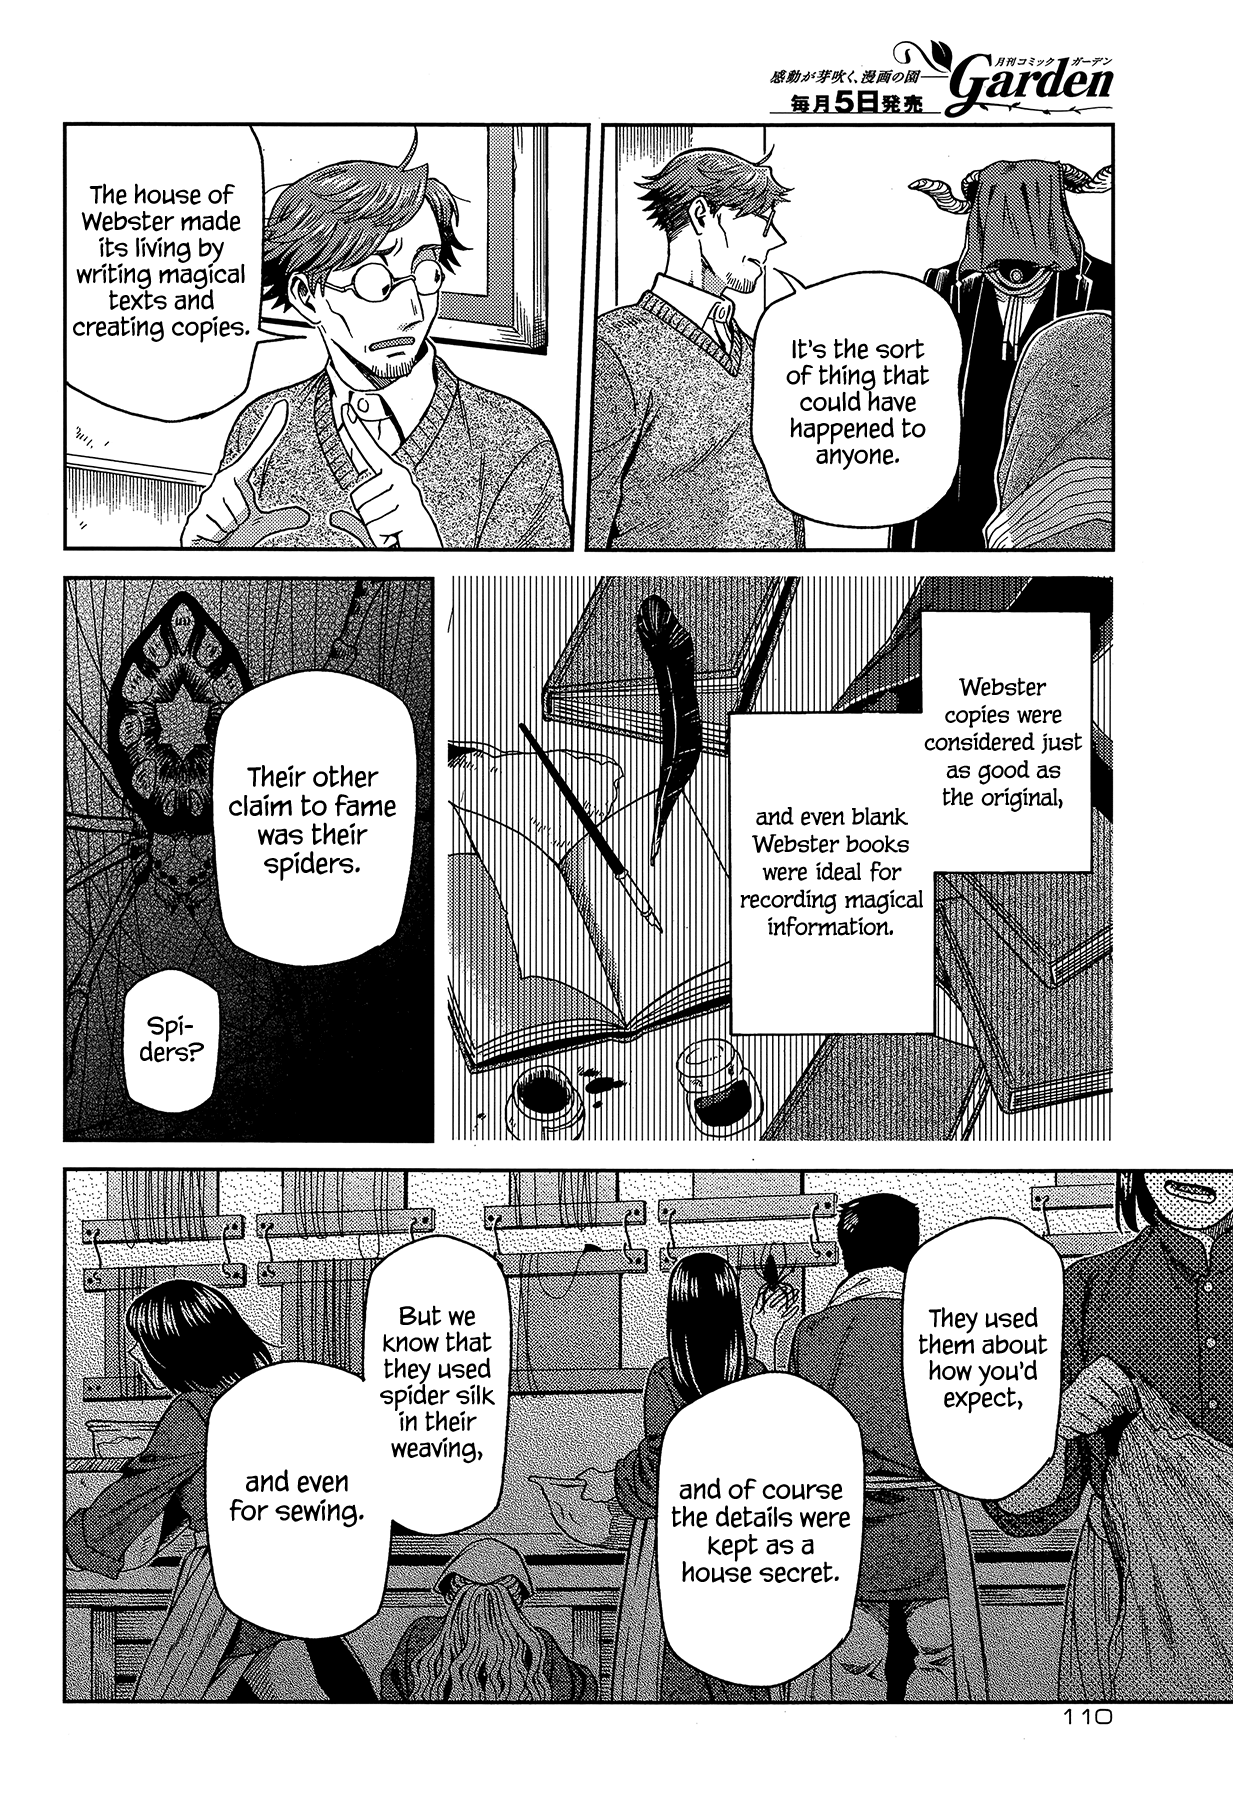 感動が芽吹く、漫画の園
毎月5日発売
月刊コミック ガーデン
Garden
It's the sort
of thing that
could have
happened to
anyone.
The house of
Webster made
its living by
writing magical
texts and
creating copies.
Webster
copies were
considered just
as good as
the original,
and even blank
Webster books
were ideal for
recording magical
information.
Their other
claim to fame
was their
spiders.
Spi-
ders?
They used
them about
how you'd
expect,
and of course
the details were
kept as a
house secret.
But we
know that
they used
spider silk
in their
weaving,
and even
for sewing.
110